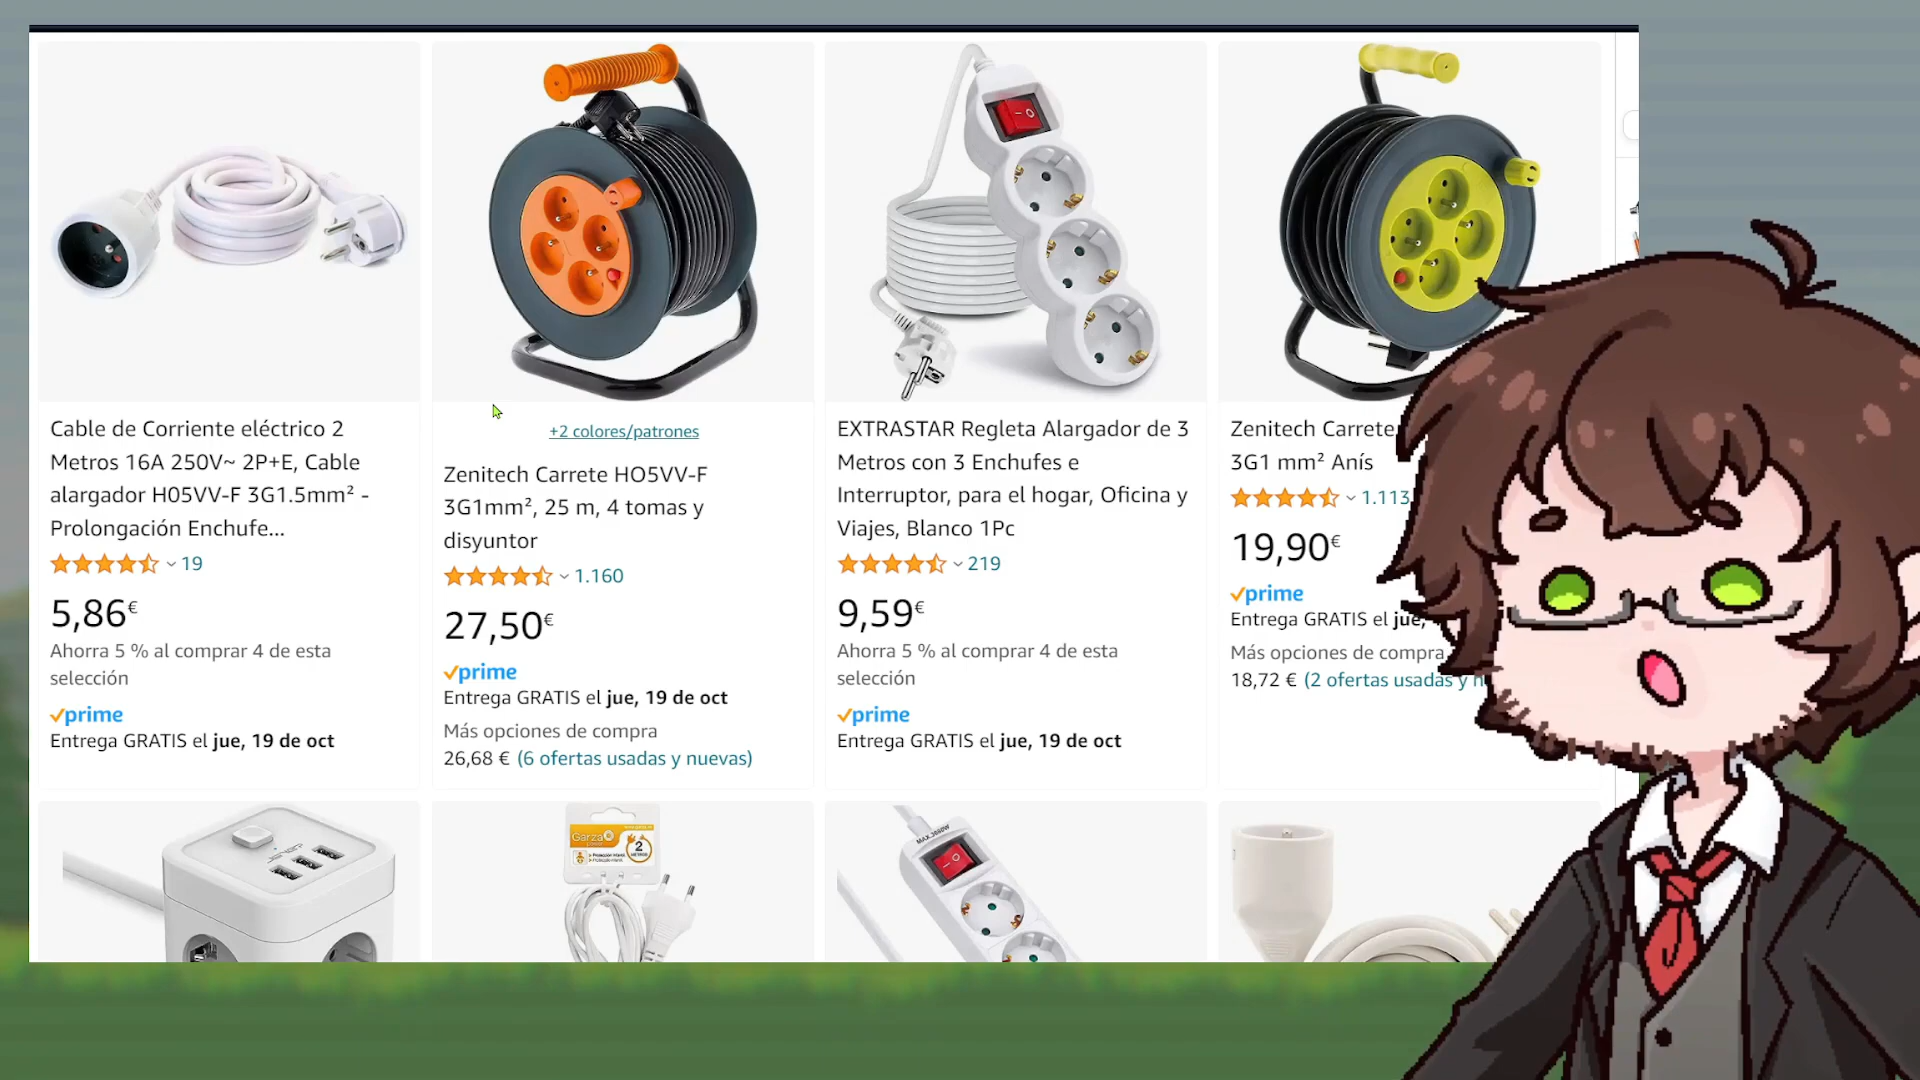 Cable de Corriente eléctrico 2
Metros 16A 250V~ 2P+E, Cable
alargador H05VV-F 3G1.5mm² -
Prolongación Enchufe...
19
5,86€
Ahorra 5 % al comprar 4 de esta
selección
prime
Entrega GRATIS el jue, 19 de oct
+2 colores/patrones
Zenitech Carrete HO5VV-F
3G1mm², 25 m, 4 tomas y
disyuntor
1.160
27,50€
prime
Entrega GRATIS el jue, 19 de oct
Más opciones de compra
26,68 € (6 ofertas usadas y nuevas)
EXTRASTAR Regleta Alargador de 3
Metros con 3 Enchufes e
Interruptor, para el hogar, Oficina y
Viajes, Blanco 1Pc
219
9,59€
Ahorra 5 % al comprar 4 de esta
selección
prime
Entrega GRATIS el jue, 19 de oct
Zenitech Carrete
3G1 mm² Anís
1.113
19,90€
prime
Entrega GRATIS el jue,
Más opciones de compra
18,72 € (2 ofertas usadas y n
Garza
2
METROS